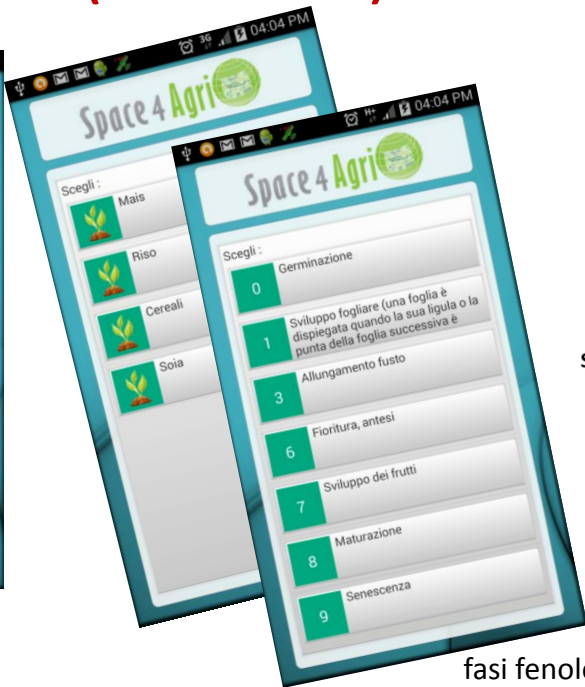 3G 04:04 PM
Space 4 Agri
Scegli :
Mais
Riso
Cereali
Soia
H+ 04:04 PM
Space 4 Agri
Scegli :
0 Germinazione
1 Sviluppo fogliare (una foglia è
dispiegata quando la sua ligula o la
punta della foglia successiva è
3 Allungamento fusto
6 Fioritura, antesi
7 Sviluppo dei frutti
8 Maturazione
9 Senescenza
s
fasi fenol